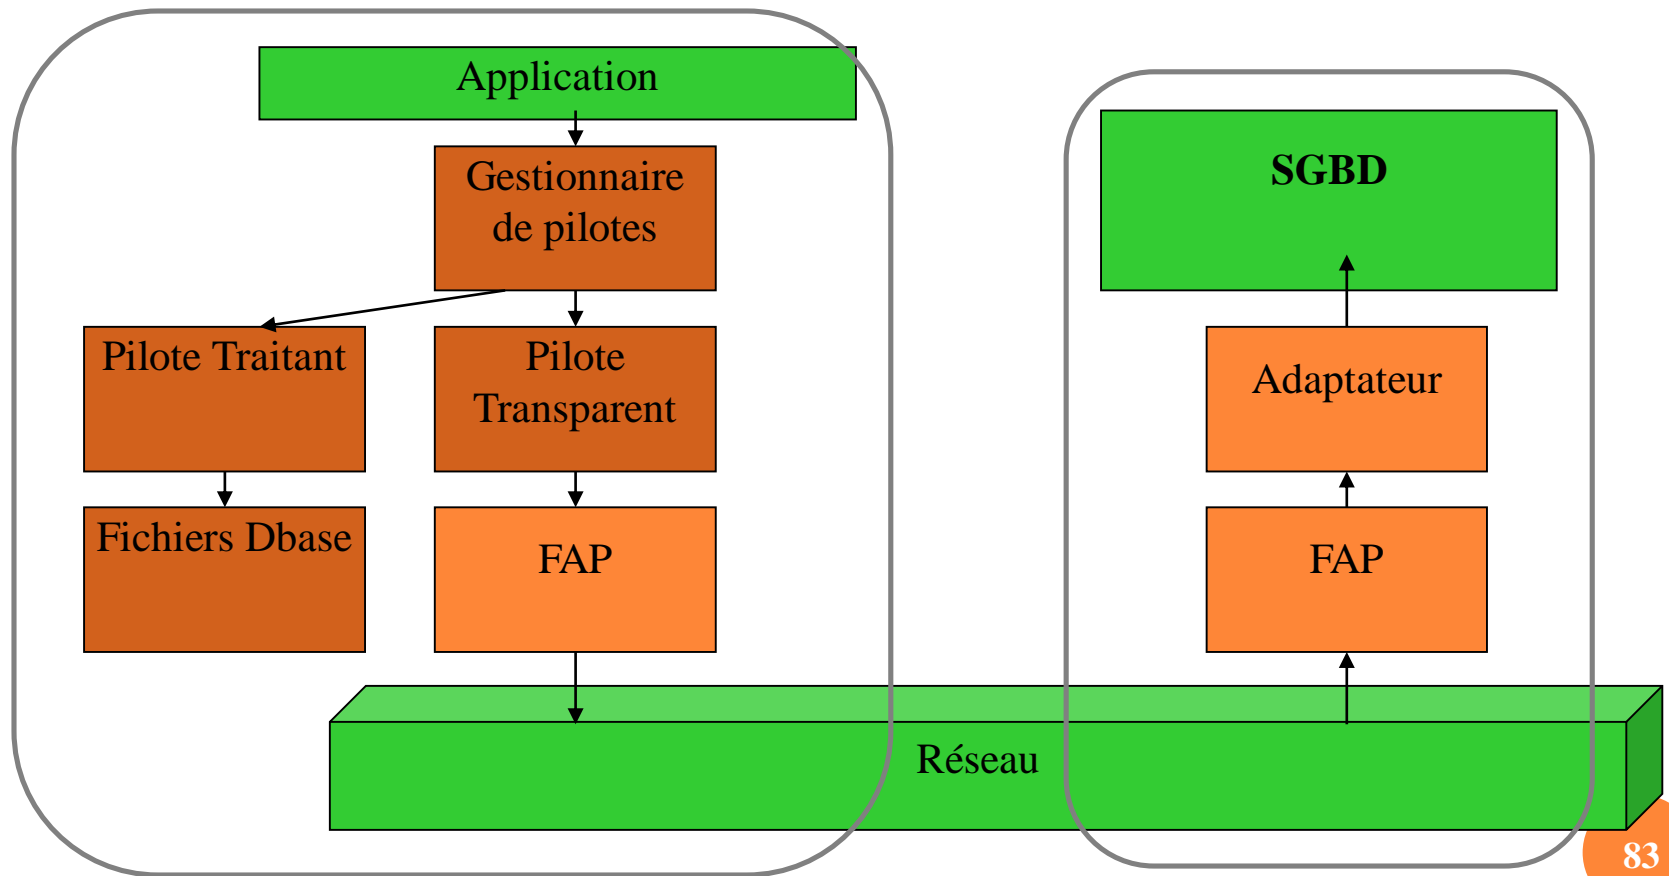 Application
Gestionnaire
de pilotes
SGBD
Pilote Traitant
Pilote
Transparent
Adaptateur
Fichiers Dbase
FAP
FAP
Réseau
83